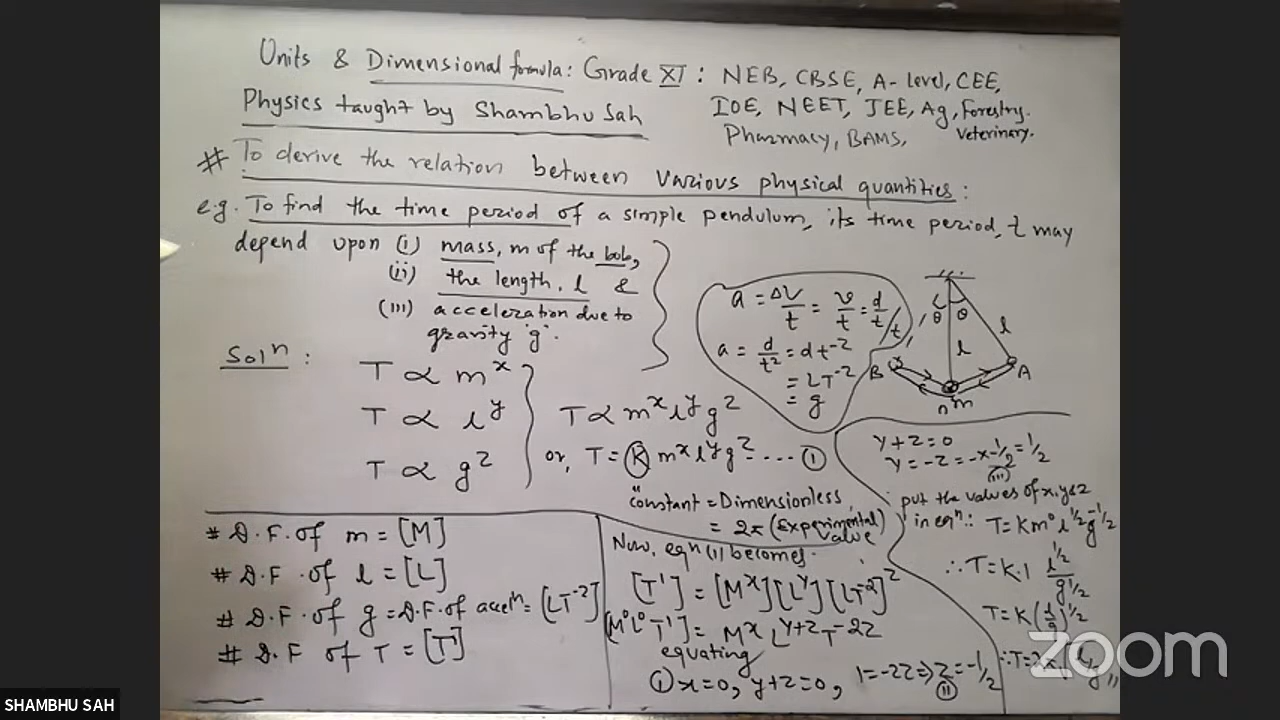 Units & Dimensional formula: Grade XI: NEB, CBSE, A-level, CEE,
Physics taught by Shambhu Sah
IOE, NEET, JEE, Ag, Forestry.
Pharmacy, BAMS, Veterinary.
# To derive the relation between various physical quantities:
e.g. To find the time period of a simple pendulum, its time period, t may
depend upon (i) mass, m of the bob,
(ii) the length, l &
(iii) acceleration due to
gravity 'g'.
Solⁿ:
T ∝ m^x
T ∝ l^y
T ∝ g^z
T ∝ m^x l^y g^z
or, T = K m^x l^y g^z .... (1)
constant = Dimensionless
= 2π (Experimental
value)
a = ΔV/t = v/t = d/t/t
a = d/t² = dt⁻²
= LT⁻²
= g
θ θ
l
l
B
A
m
# D.F. of m = [M]
# D.F. of l = [L]
# D.F. of g = D.F. of accⁿ = [LT⁻²]
# D.F of T = [T¹]
Now, eqⁿ (1) becomes.
[T¹] = [M^x][L^y][LT⁻²]^z
[M⁰L⁰T¹] = M^x L^(y+z) T^(-2z)
equating
(i) x=0, y+z=0, 1=-2z ⇒ z=-1/2
(ii)
y+z=0
y=-z=-x-1/2=1/2
(iii)
put the values of x,y&z
in eqⁿ: T=Km⁰ l^(1/2) g^(-1/2)
∴ T=K.1 l^(1/2)/g^(1/2)
T=K(l/g)^(1/2)
∴ T=2π√l/g
zoom
SHAMBHU SAH